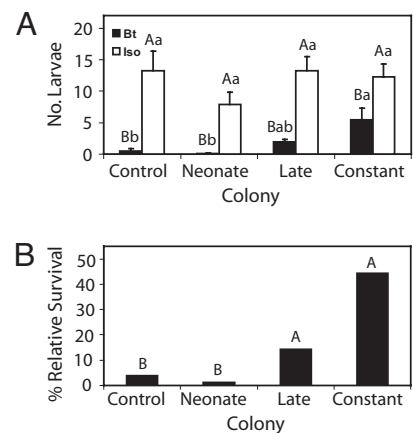 A
Bt
Iso
No. Larvae
20
15
10
5
0
Bb
Aa
Bb
Aa
Bab
Aa
Ba
Aa
Control
Neonate
Late
Constant
Colony
B
% Relative Survival
50
40
30
20
10
0
B
B
A
A
Control
Neonate
Late
Constant
Colony